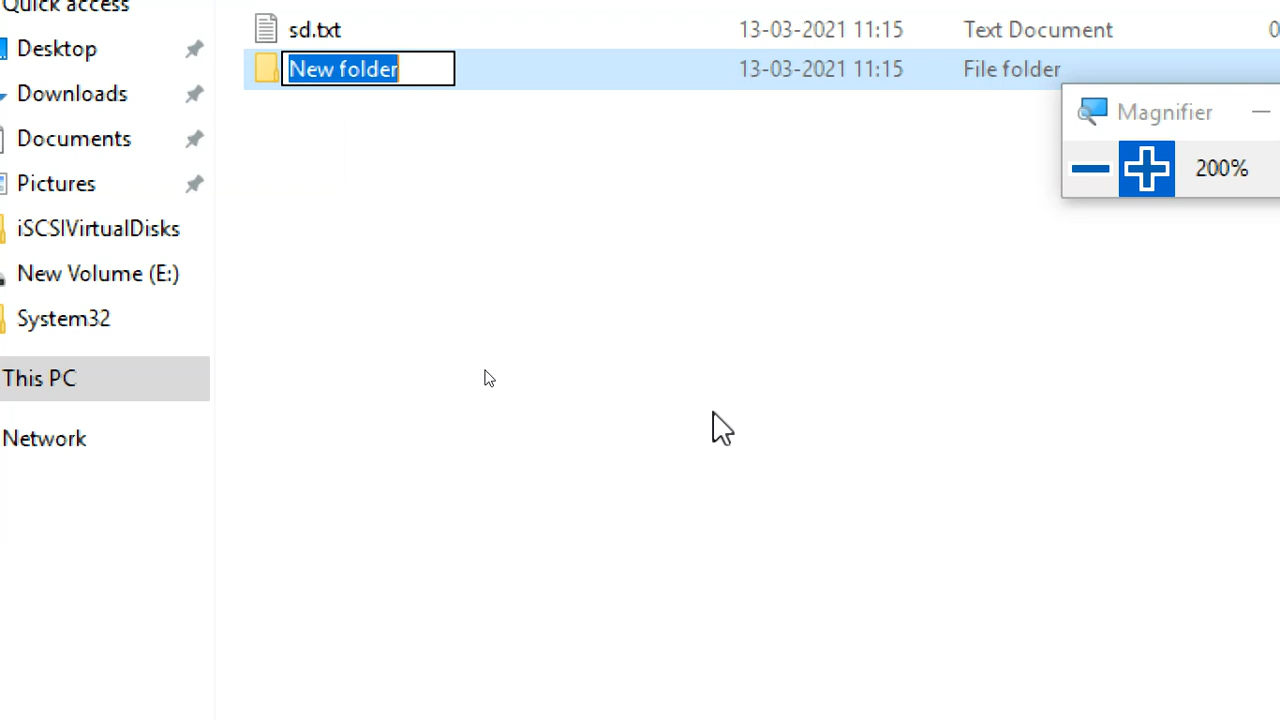 Quick access
Desktop
Downloads
Documents
Pictures
iSCSIVirtualDisks
New Volume (E:)
System32
This PC
Network
sd.txt 13-03-2021 11:15 Text Document 0
New folder 13-03-2021 11:15 File folder
Magnifier
200%